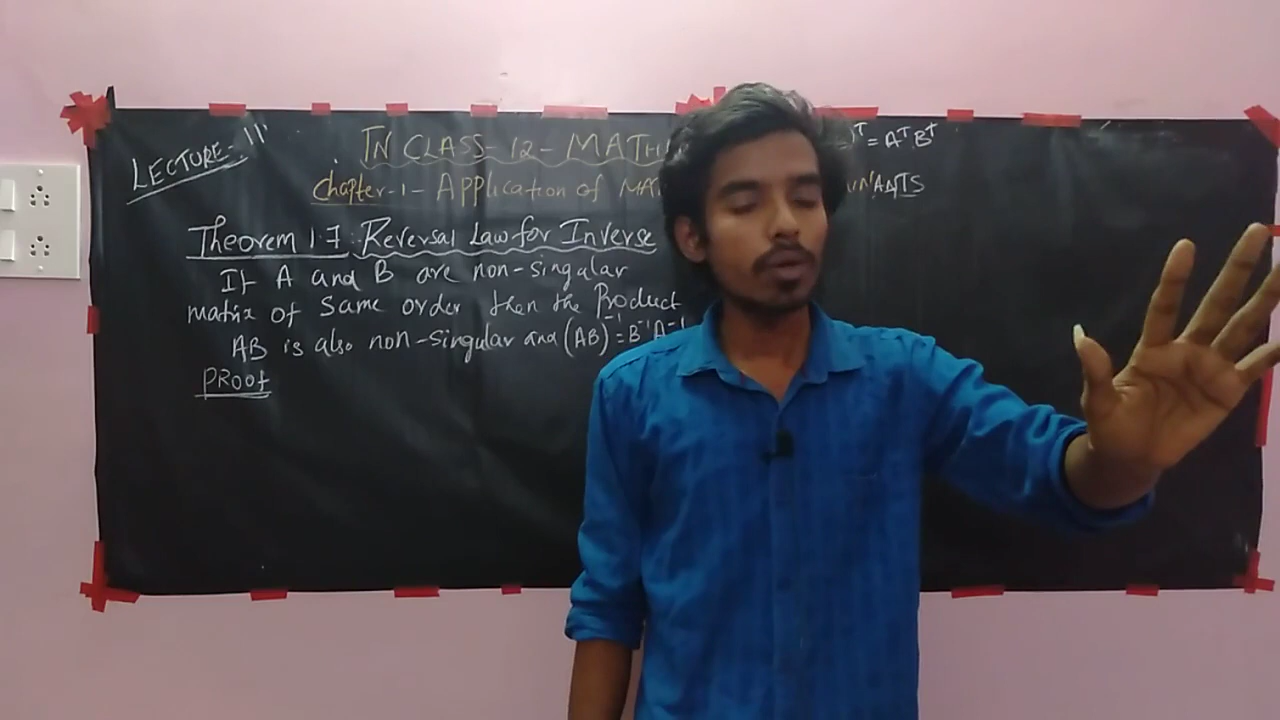 LECTURE-11
TN CLASS-12-MATH
T = AᵀBᵀ
Chapter-1- APPlication of MA
ANTS
Theorem 1.7: Reversal Law for Inverse
If A and B are non-singular
matrix of same order then the Product
AB is also non-singular and (AB)⁻¹=B⁻¹A⁻¹
PROOf